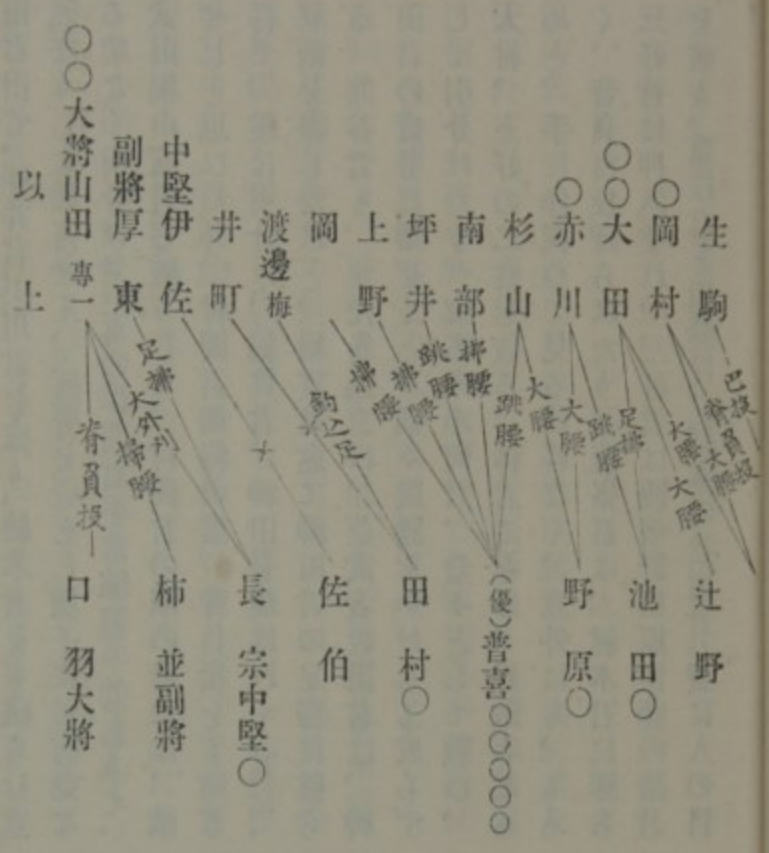 生駒
○岡村
○○大田
○赤川
杉山
南部
坪井
上野
岡
渡邊梅
井町
中堅伊佐
副將厚東
○○大將山田專一
以上
巴投
脊負投
大腰
大腰
大腰
足拂
跳腰
大腰
大腰
跳腰
拂腰
跳腰
拂腰
拂腰
釣込足
×
×
足拂
大外刈
拂腰
脊負投
辻野
池田○
野原○
(優)普喜○○○○○
田村○
佐伯
長宗中堅○
柿並副將
口羽大將